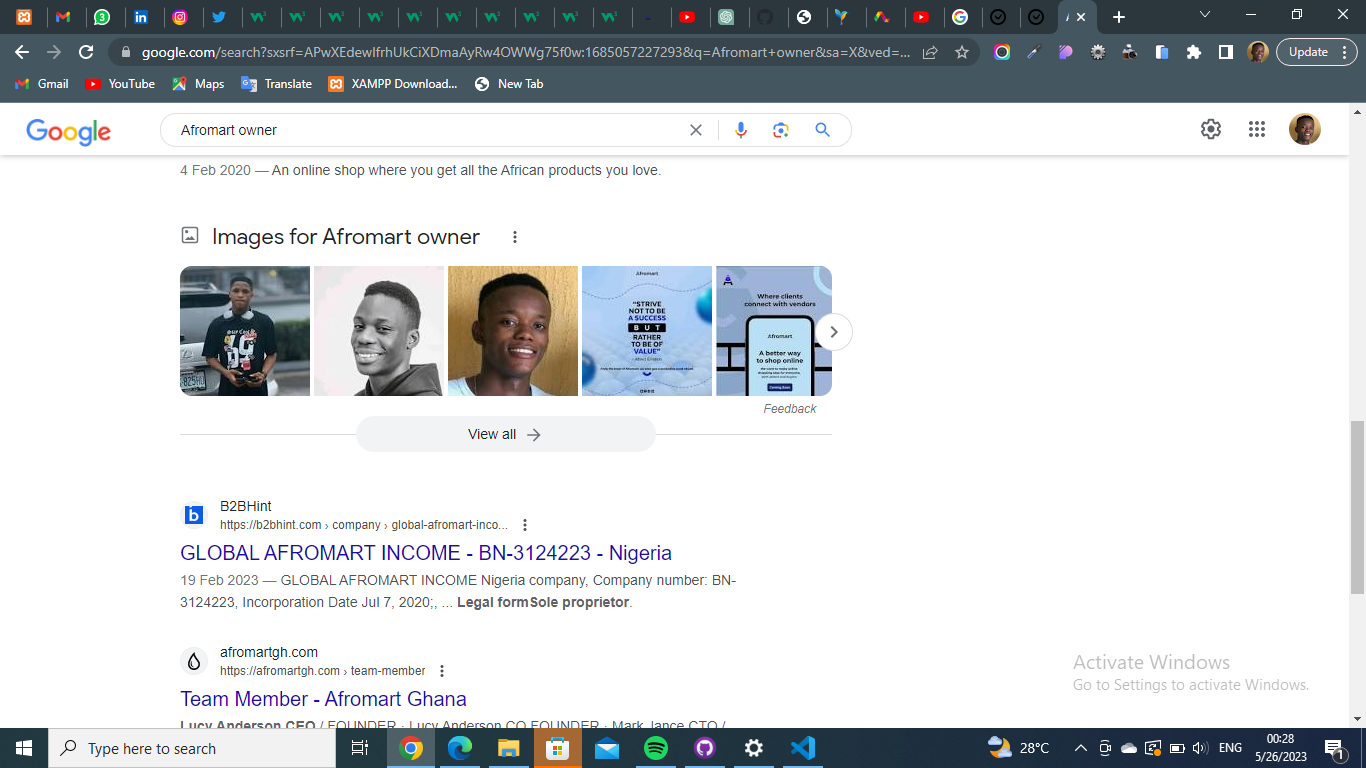 3
A
google.com/search?sxsrf=APwXEdewIfrhUkCiXDmaAyRw4OWWg75f0w:1685057227293&q=Afromart+owner&sa=X&ved=...
Update
Gmail
YouTube
Maps
Translate
XAMPP Download...
New Tab
Google
Afromart owner
4 Feb 2020 — An online shop where you get all the African products you love.
Images for Afromart owner
Afromart
"STRIVE
NOT TO BE
A SUCCESS
BUT
RATHER
TO BE OF
VALUE"
Where clients
connect with vendors
Afromart
A better way
to shop online
Coming Soon
Feedback
View all
B2BHint
https://b2bhint.com › company › global-afromart-inco...
GLOBAL AFROMART INCOME - BN-3124223 - Nigeria
19 Feb 2023 — GLOBAL AFROMART INCOME Nigeria company, Company number: BN-
3124223, Incorporation Date Jul 7, 2020;, ... Legal formSole proprietor.
afromartgh.com
https://afromartgh.com › team-member
Team Member - Afromart Ghana
Lucy Anderson CEO / FOUNDER · Lucy Anderson CO FOUNDER · Mark Jance CTO /
Activate Windows
Go to Settings to activate Windows.
Type here to search
28°C
ENG
00:28
5/26/2023
1